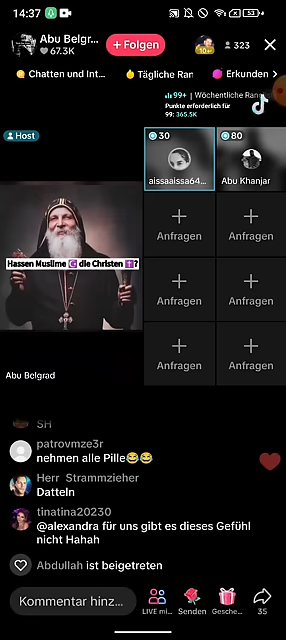 14:37
53
Abu Belgr...
67.3K
+ Folgen
10+
323
Chatten und Int...
Tägliche Ran
Erkunden
99+ | Wöchentliche Rang
Punkte erforderlich für
99: 365.5K
Host
30
80
aissaaissa64...
Abu Khanjar
Hassen Muslime die Christen ?
Anfragen
Anfragen
Anfragen
Anfragen
Anfragen
Anfragen
Abu Belgrad
SH
patrovmze3r
nehmen alle Pille😂😂
Herr Strammzieher
Datteln
tinatina20230
@alexandra für uns gibt es dieses Gefühl
nicht Hahah
Abdullah ist beigetreten
Kommentar hinz...
LIVE mi...
Senden
Gesche...
35